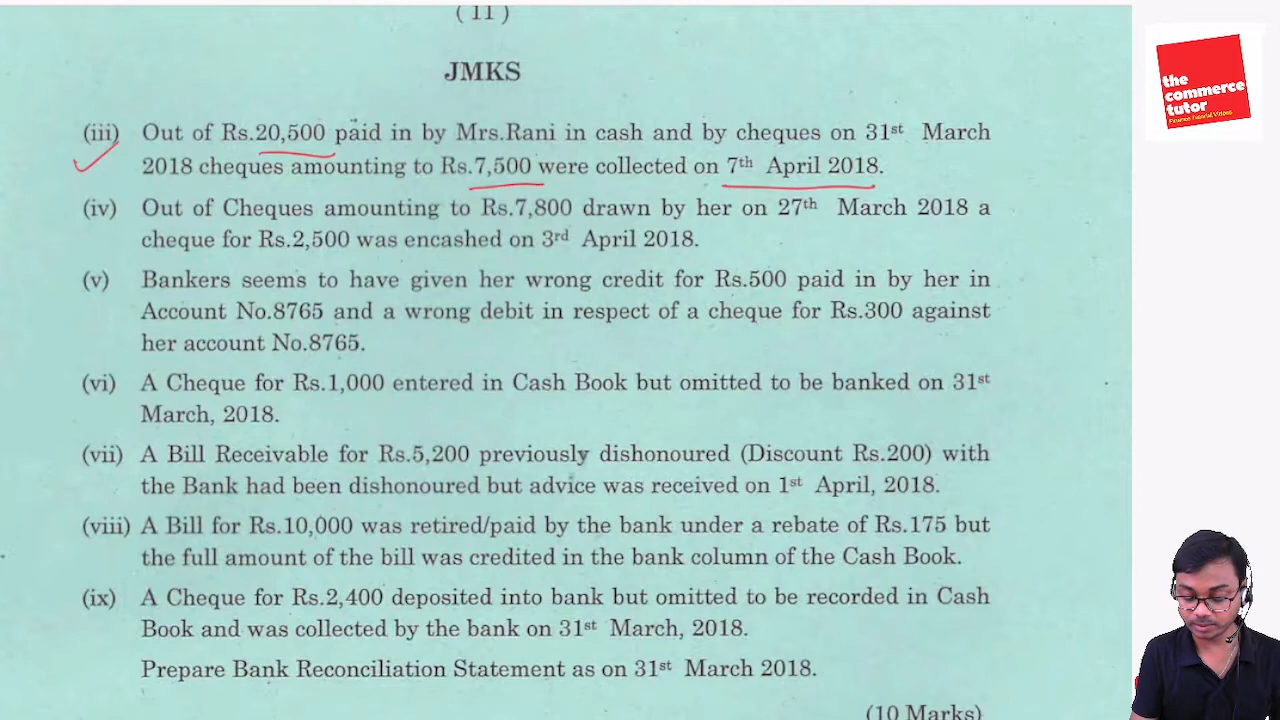 ( 11 )
JMKS
(iii) Out of Rs.20,500 paid in by Mrs.Rani in cash and by cheques on 31st March
2018 cheques amounting to Rs.7,500 were collected on 7th April 2018.
(iv) Out of Cheques amounting to Rs.7,800 drawn by her on 27th March 2018 a
cheque for Rs.2,500 was encashed on 3rd April 2018.
(v) Bankers seems to have given her wrong credit for Rs.500 paid in by her in
Account No.8765 and a wrong debit in respect of a cheque for Rs.300 against
her account No.8765.
(vi) A Cheque for Rs.1,000 entered in Cash Book but omitted to be banked on 31st
March, 2018.
(vii) A Bill Receivable for Rs.5,200 previously dishonoured (Discount Rs.200) with
the Bank had been dishonoured but advice was received on 1st April, 2018.
(viii) A Bill for Rs.10,000 was retired/paid by the bank under a rebate of Rs.175 but
the full amount of the bill was credited in the bank column of the Cash Book.
(ix) A Cheque for Rs.2,400 deposited into bank but omitted to be recorded in Cash
Book and was collected by the bank on 31st March, 2018.
Prepare Bank Reconciliation Statement as on 31st March 2018.
(10 Marks)
the
commerce
tutor
Finance Tutorial Videos